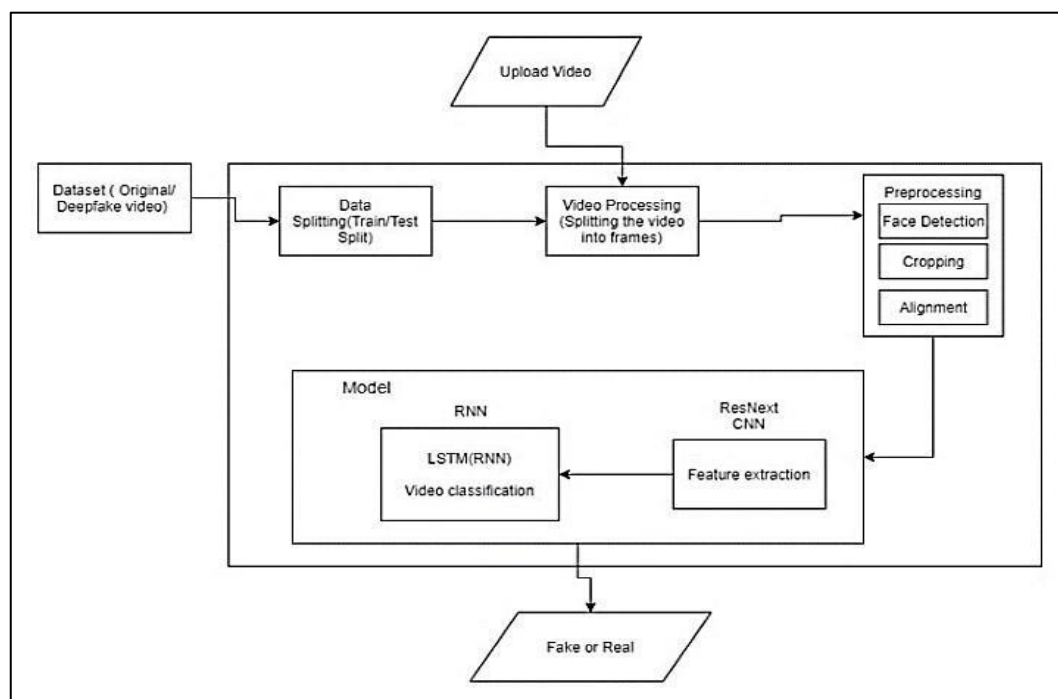 Upload Video
Dataset ( Original/
Deepfake video)
Data
Splitting(Train/Test
Split)
Video Processing
(Splitting the video
into frames)
Preprocessing
Face Detection
Cropping
Alignment
Model
RNN
LSTM(RNN)
Video classification
ResNext
CNN
Feature extraction
Fake or Real